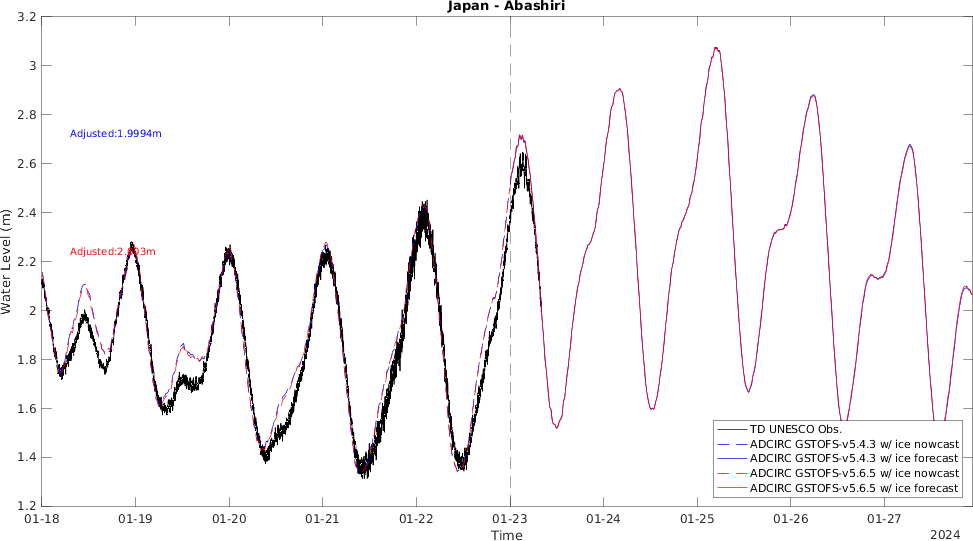 Japan - Abashiri
3.2
3
2.8
2.6
2.4
2.2
2
1.8
1.6
1.4
1.2
Water Level (m)
Adjusted:1.9994m
TD UNESCO Obs.
ADCIRC GSTOFS-v5.4.3 w/ ice nowcast
ADCIRC GSTOFS-v5.4.3 w/ ice forecast
ADCIRC GSTOFS-v5.6.5 w/ ice nowcast
ADCIRC GSTOFS-v5.6.5 w/ ice forecast
01-18 01-19 01-20 01-21 01-22 01-23 01-24 01-25 01-26 01-27
Time
2024